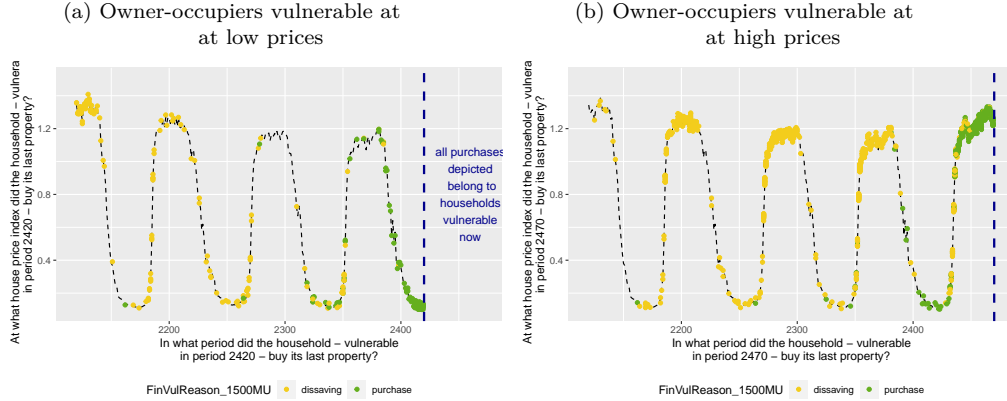 (a) Owner-occupiers vulnerable at
at low prices
At what house price index did the household – vulnera
in period 2420 – buy its last property?
1.2
0.8
0.4
all purchases
depicted
belong to
households
vulnerable
now
2200
2300
2400
In what period did the household – vulnerable
in period 2420 – buy its last property?
FinVulReason_1500MU
dissaving
purchase
(b) Owner-occupiers vulnerable at
at high prices
At what house price index did the household – vulnera
in period 2470 – buy its last property?
1.2
0.8
0.4
2200
2300
2400
In what period did the household – vulnerable
in period 2470 – buy its last property?
FinVulReason_1500MU
dissaving
purchase